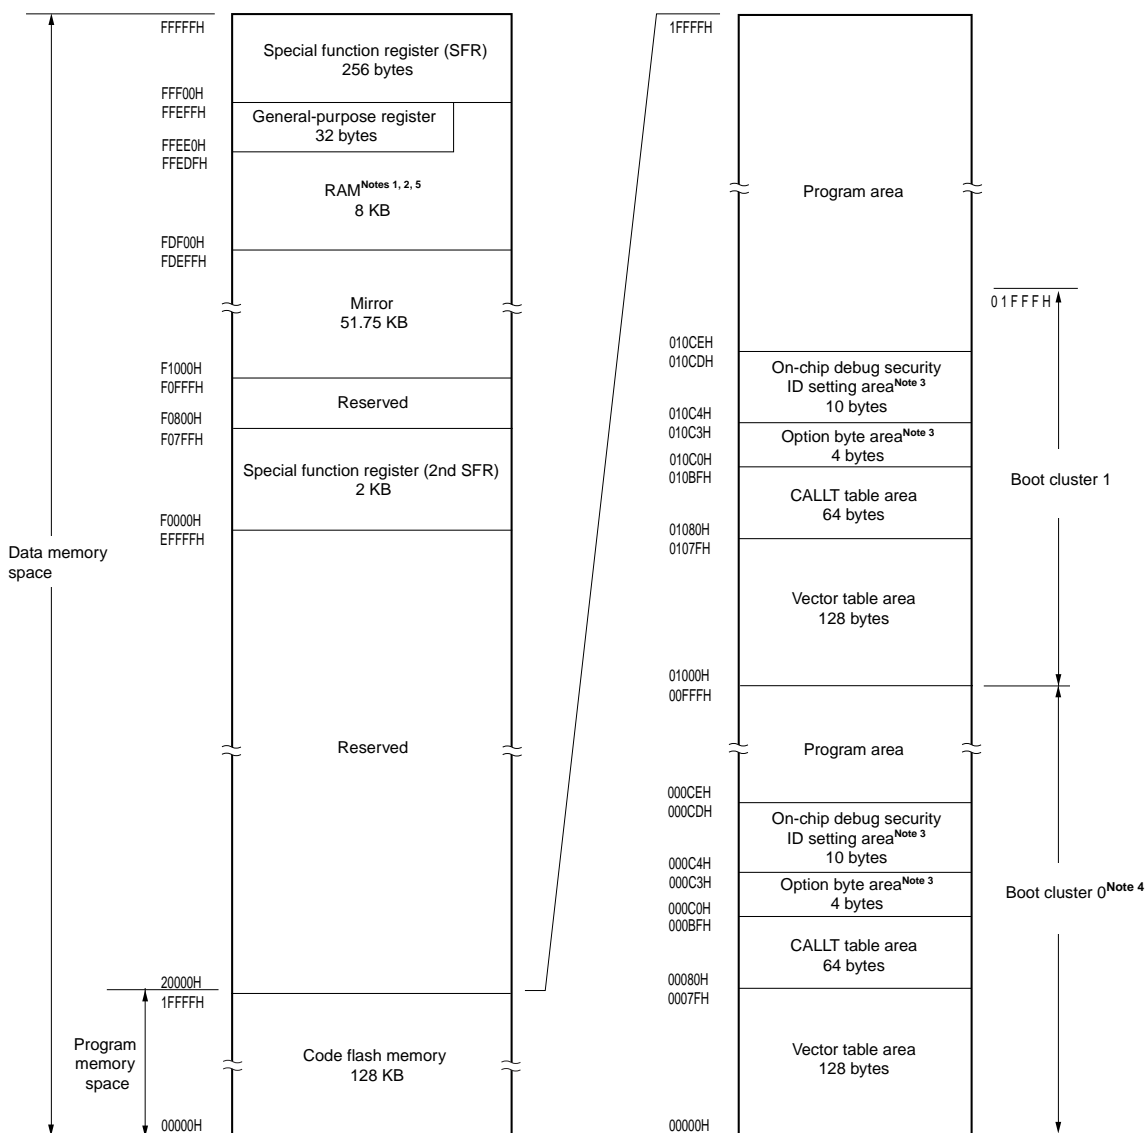 FFFFFH
Special function register (SFR)
256 bytes
FFF00H
FFEFFH
General-purpose register
32 bytes
FFEE0H
FFEDFH
RAMNotes 1, 2, 5
8 KB
FDF00H
FDEFFH
Mirror
51.75 KB
F1000H
F0FFFH
Reserved
F0800H
F07FFH
Special function register (2nd SFR)
2 KB
F0000H
EFFFFH
Data memory
space
Reserved
20000H
1FFFFH
Program
memory
space
Code flash memory
128 KB
00000H
1FFFFH
Program area
01FFFH
010CEH
010CDH
On-chip debug security
ID setting areaNote 3
10 bytes
010C4H
010C3H
Option byte areaNote 3
4 bytes
010C0H
010BFH
Boot cluster 1
CALLT table area
64 bytes
01080H
0107FH
Vector table area
128 bytes
01000H
00FFFH
Program area
000CEH
000CDH
On-chip debug security
ID setting areaNote 3
10 bytes
000C4H
000C3H
Option byte areaNote 3
4 bytes
Boot cluster 0Note 4
000C0H
000BFH
CALLT table area
64 bytes
00080H
0007FH
Vector table area
128 bytes
00000H